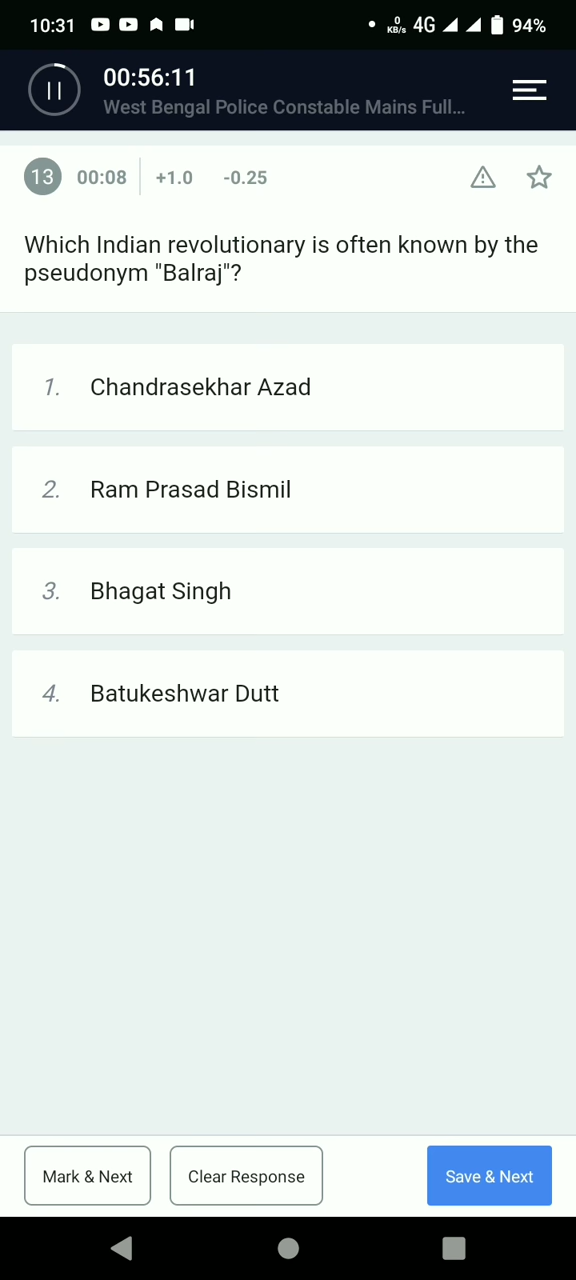 10:31
0 KB/s 4G 94%
00:56:11
West Bengal Police Constable Mains Full...
13 00:08 +1.0 -0.25
Which Indian revolutionary is often known by the
pseudonym "Balraj"?
1. Chandrasekhar Azad
2. Ram Prasad Bismil
3. Bhagat Singh
4. Batukeshwar Dutt
Mark & Next Clear Response Save & Next